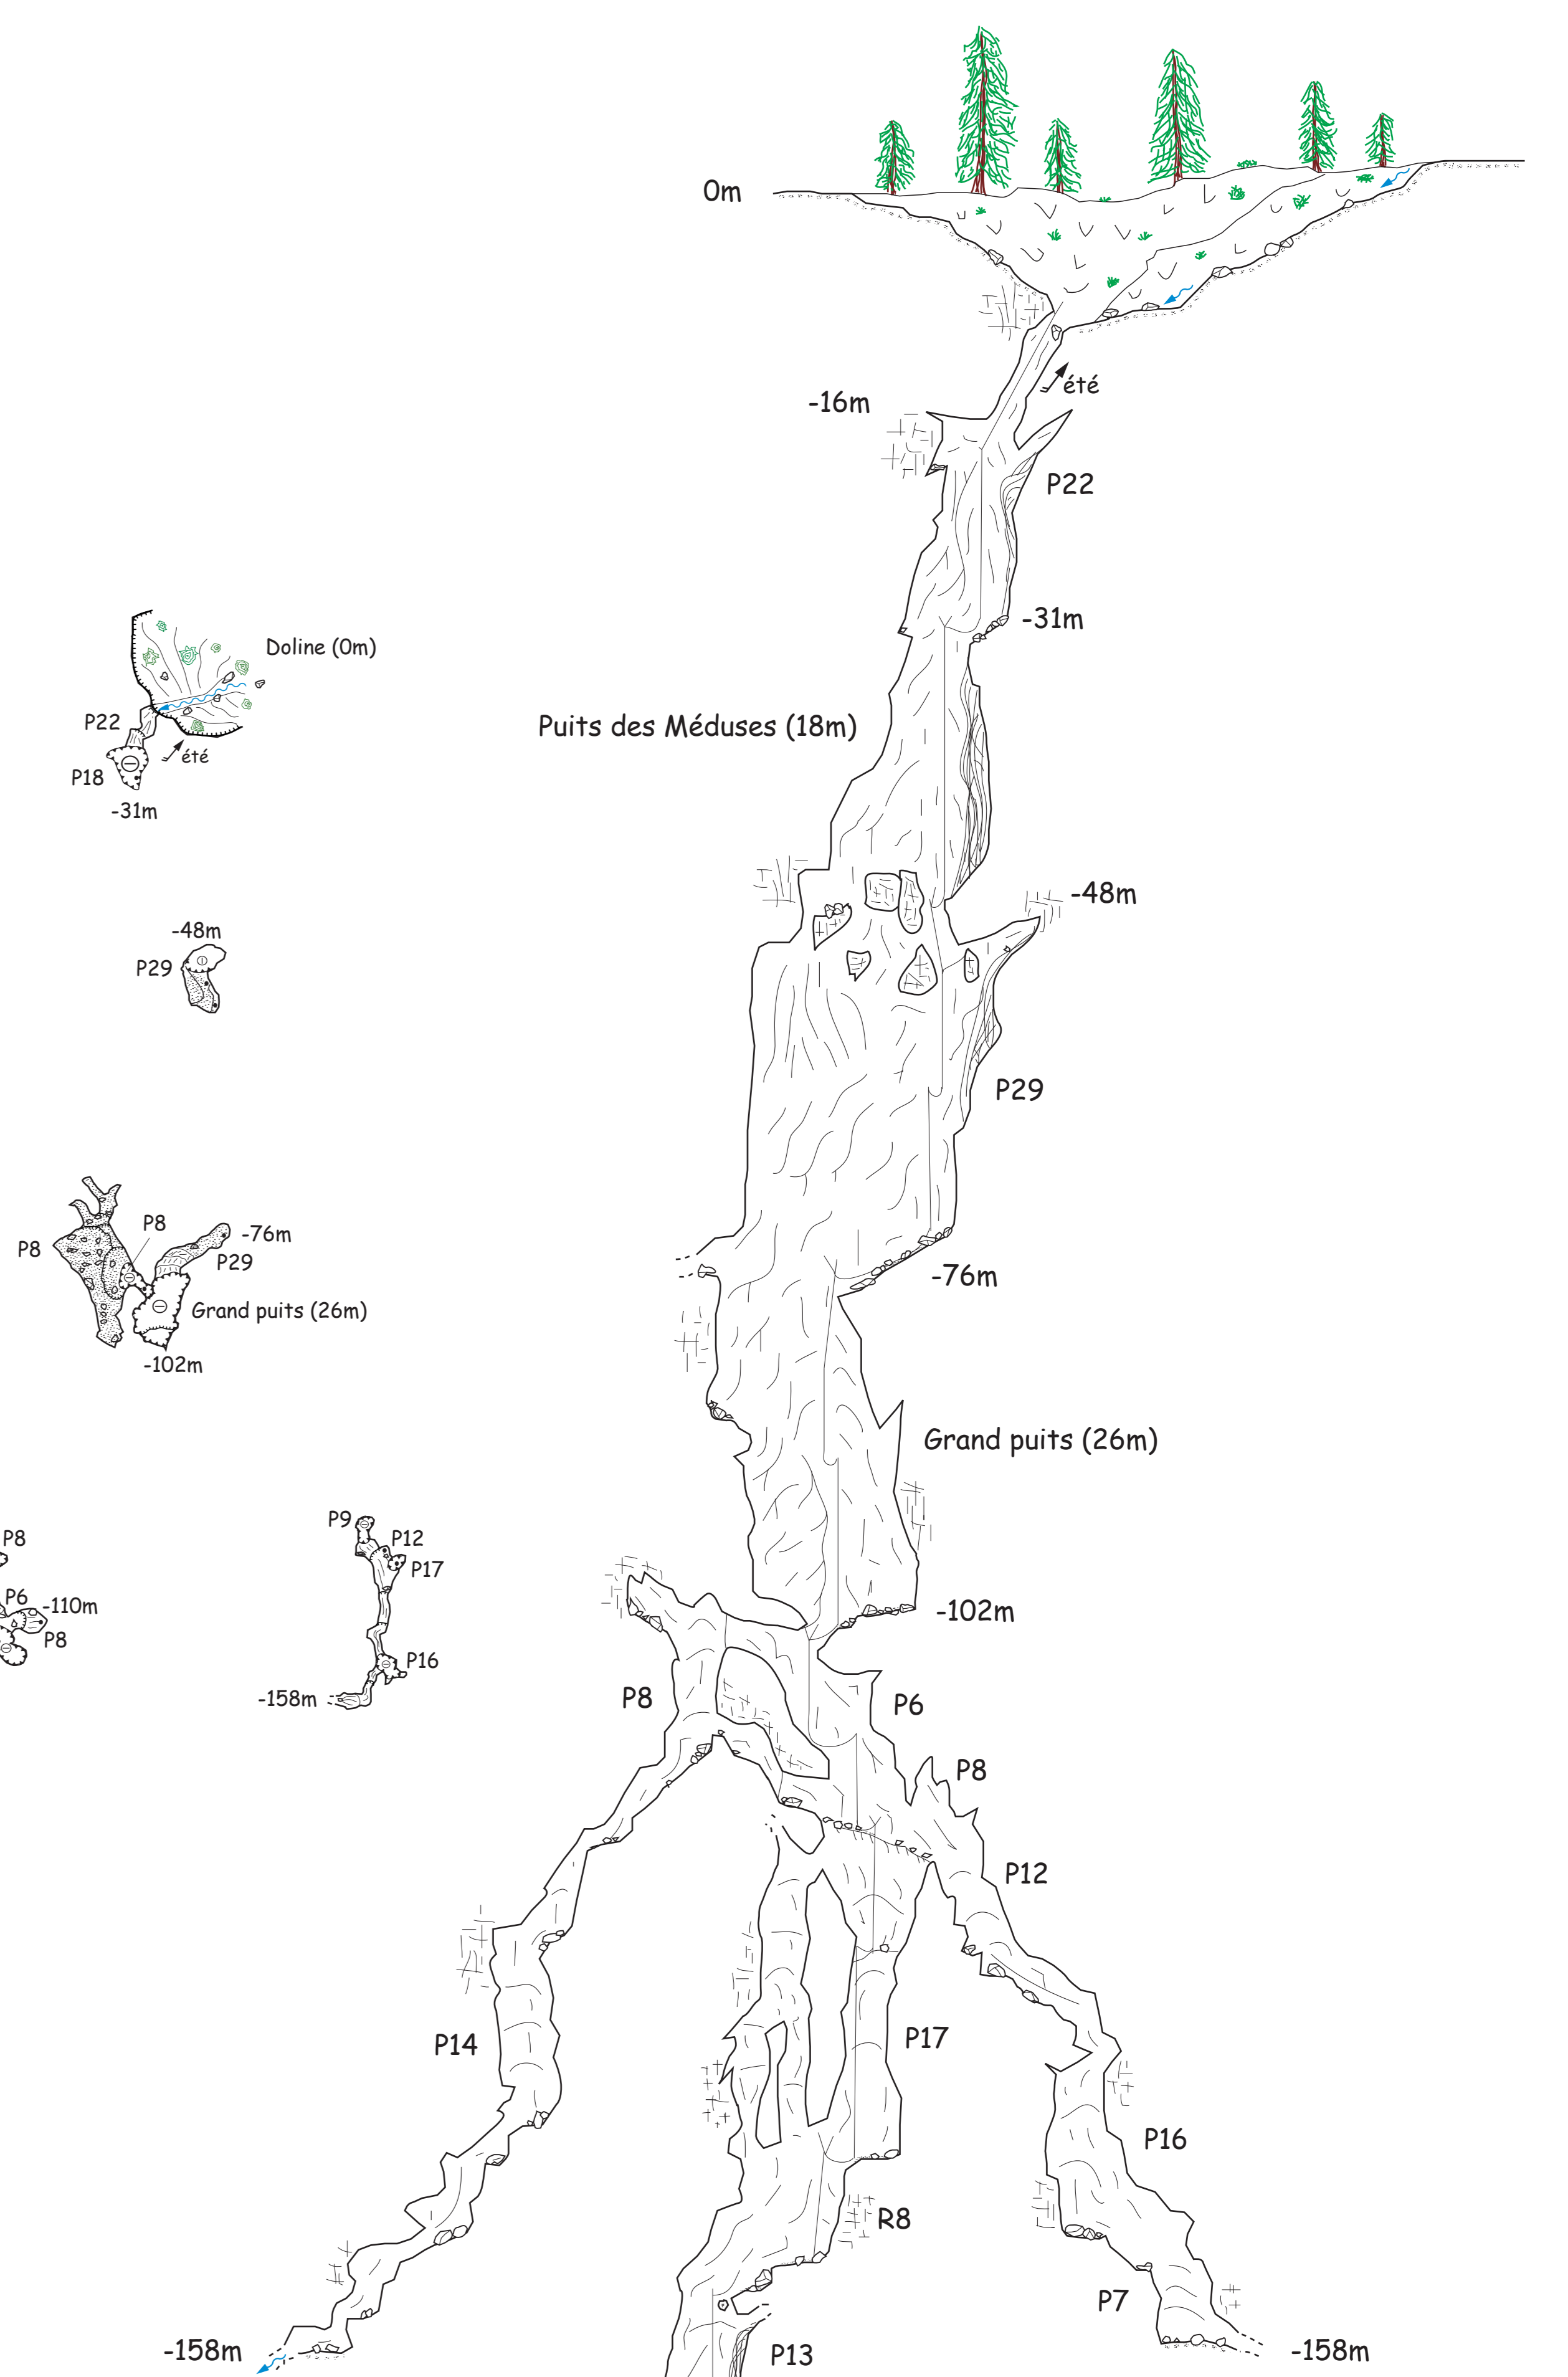 0m
été
-16m
P22
-31m
Puits des Méduses (18m)
-48m
P29
-76m
Grand puits (26m)
-102m
P8
P6
P8
P12
P14
P17
P16
R8
P7
P13
-158m
-158m
Doline (0m)
P22
été
P18
-31m
-48m
P29
P8
P8
-76m
P29
Grand puits (26m)
-102m
P8
P6
-110m
P8
P9
P12
P17
P16
-158m